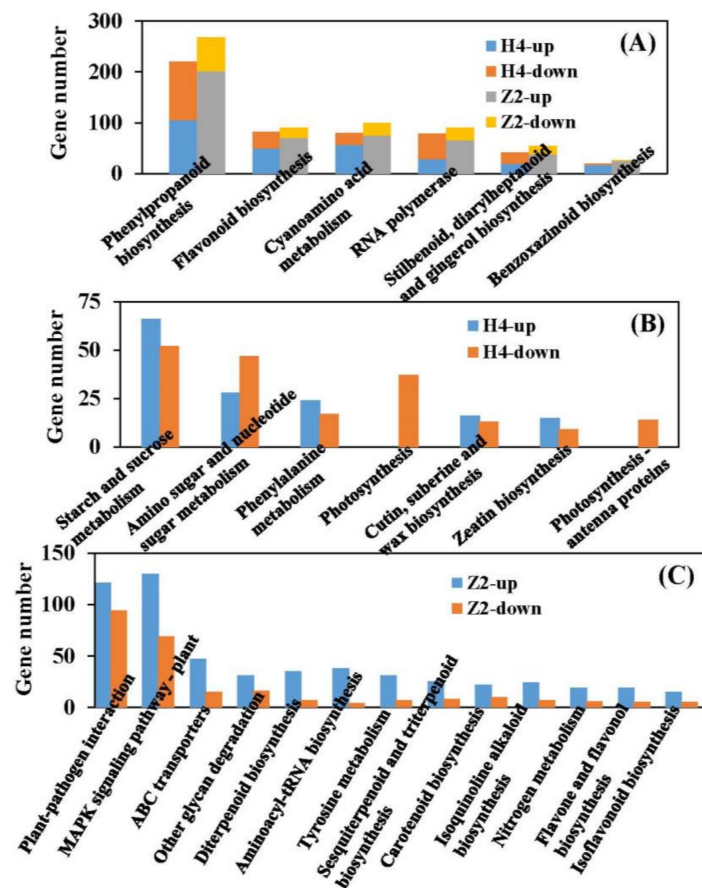 300
200
100
0
Gene number
(A)
H4-up
H4-down
Z2-up
Z2-down
Phenylpropanoid
biosynthesis
Flavonoid biosynthesis
Cyanoamino acid
metabolism
RNA polymerase
Stilbenoid, diarylheptanoid
and gingerol biosynthesis
Benzoxazinoid biosynthesis
75
50
25
0
Gene number
(B)
H4-up
H4-down
Starch and sucrose
metabolism
Amino sugar and nucleotide
sugar metabolism
Phenylalanine
metabolism
Photosynthesis
Cutin, suberine and
wax biosynthesis
Zeatin biosynthesis
Photosynthesis -
antenna proteins
150
100
50
0
Gene number
(C)
Z2-up
Z2-down
Plant-pathogen interaction
MAPK signaling pathway - plant
ABC transporters
Other glycan degradation
Diterpenoid biosynthesis
Aminoacyl-tRNA biosynthesis
Tyrosine metabolism
Sesquiterpenoid and triterpenoid
biosynthesis
Carotenoid biosynthesis
Isoquinoline alkaloid
biosynthesis
Nitrogen metabolism
Flavone and flavonol
biosynthesis
Isoflavonoid biosynthesis